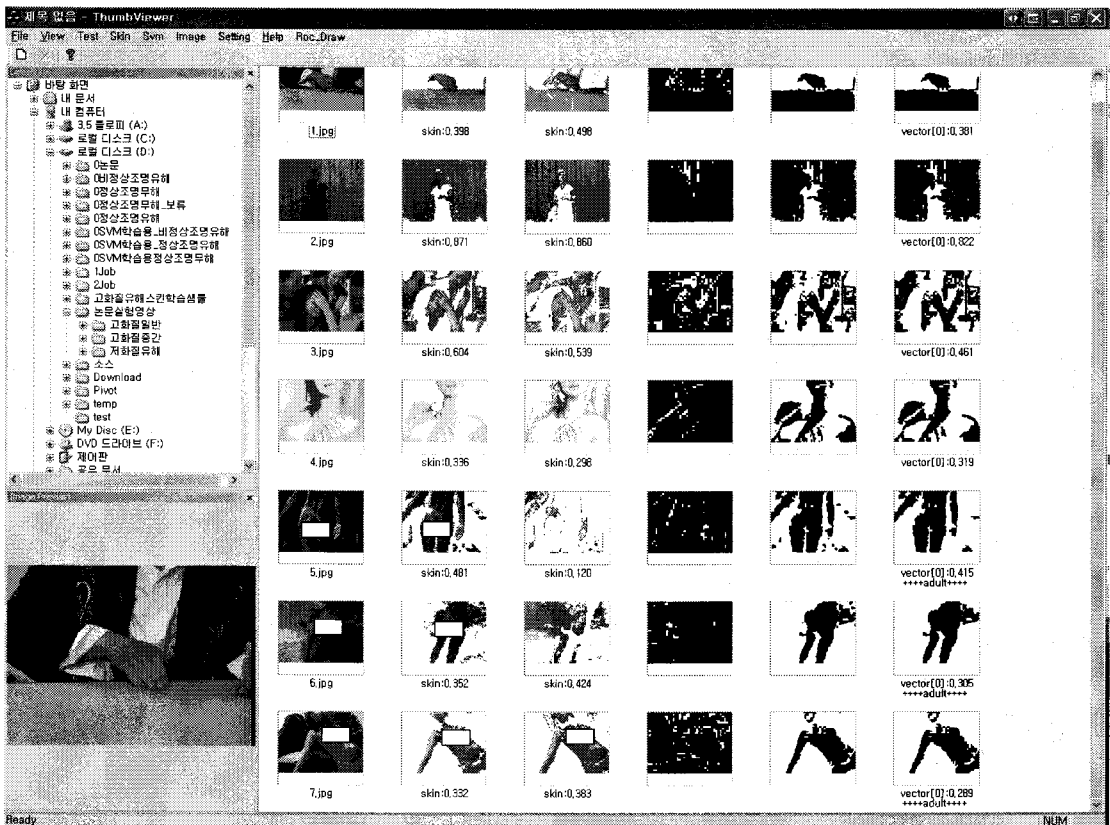 제목 없음 - ThumbViewer
File View Test Skin Svm Image Setting Help Roc_Draw
바탕 화면
내 문서
내 컴퓨터
3,5 플로피 (A:)
로컬 디스크 (C:)
로컬 디스크 (D:)
0논문
0비정상조명유해
0정상조명무해
0정상조명무해_보류
0정상조명유해
0SVM학습용_비정상조명유해
0SVM학습용_정상조명유해
0SVM학습용정상조명무해
1Job
2Job
고화질유해스킨학습샘플
논문실험영상
고화질일반
고화질중간
저화질유해
소스
Download
Pivot
temp
test
My Disc (E:)
DVD 드라이브 (F:)
제어판
공유 문서
Image Preview
1.jpg skin:0,398 skin:0,498 vector[0]:0,381
2.jpg skin:0,871 skin:0,860 vector[0]:0,822
3.jpg skin:0,604 skin:0,539 vector[0]:0,461
4.jpg skin:0,336 skin:0,298 vector[0]:0,319
5.jpg skin:0,481 skin:0,120 vector[0]:0,415
++++adult++++
6.jpg skin:0,352 skin:0,424 vector[0]:0,305
++++adult++++
7.jpg skin:0,332 skin:0,383 vector[0]:0,289
++++adult++++
Ready NUM